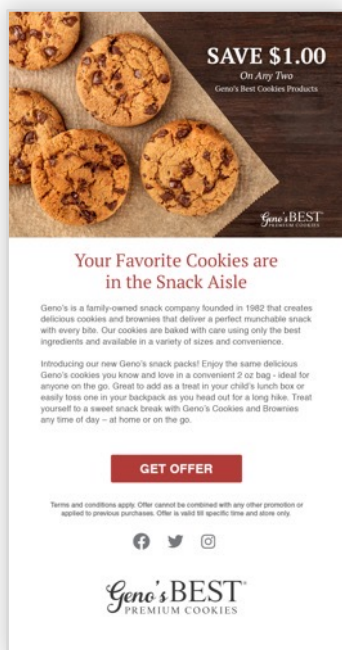 SAVE $1.00
On Any Two
Geno's Best Cookies Products
Geno's BEST
PREMIUM COOKIES
Your Favorite Cookies are
in the Snack Aisle
Geno's is a family-owned snack company founded in 1982 that creates
delicious cookies and brownies that deliver a perfect munchable snack
with every bite. Our cookies are baked with care using only the best
ingredients and available in a variety of sizes and convenience.
Introducing our new Geno's snack packs! Enjoy the same delicious
Geno's cookies you know and love in a convenient 2 oz bag - ideal for
anyone on the go. Great to add as a treat in your child's lunch box or
easily toss one in your backpack as you head out for a long hike. Treat
yourself to a sweet snack break with Geno's Cookies and Brownies
any time of day – at home or on the go.
GET OFFER
Terms and conditions apply. Offer cannot be combined with any other promotion or
applied to previous purchases. Offer is valid till specific time and store only.
Geno's BEST®
PREMIUM COOKIES